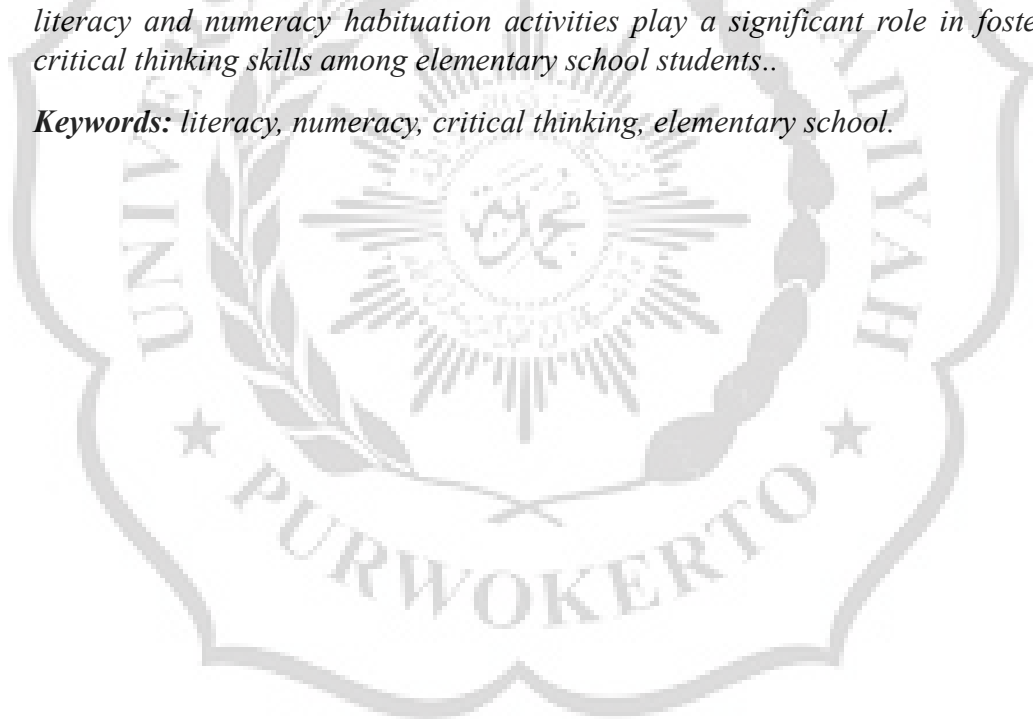 literacy and numeracy habituation activities play a significant role in foste
critical thinking skills among elementary school students..
Keywords: literacy, numeracy, critical thinking, elementary school.
PURWOKERTO